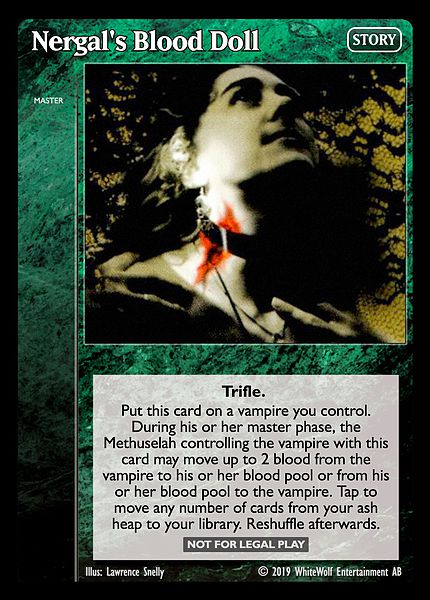 Nergal's Blood Doll
STORY
MASTER
Trifle.
Put this card on a vampire you control.
During his or her master phase, the
Methuselah controlling the vampire with this
card may move up to 2 blood from the
vampire to his or her blood pool or from his
or her blood pool to the vampire. Tap to
move any number of cards from your ash
heap to your library. Reshuffle afterwards.
NOT FOR LEGAL PLAY
Illus: Lawrence Snelly
© 2019 WhiteWolf Entertainment AB